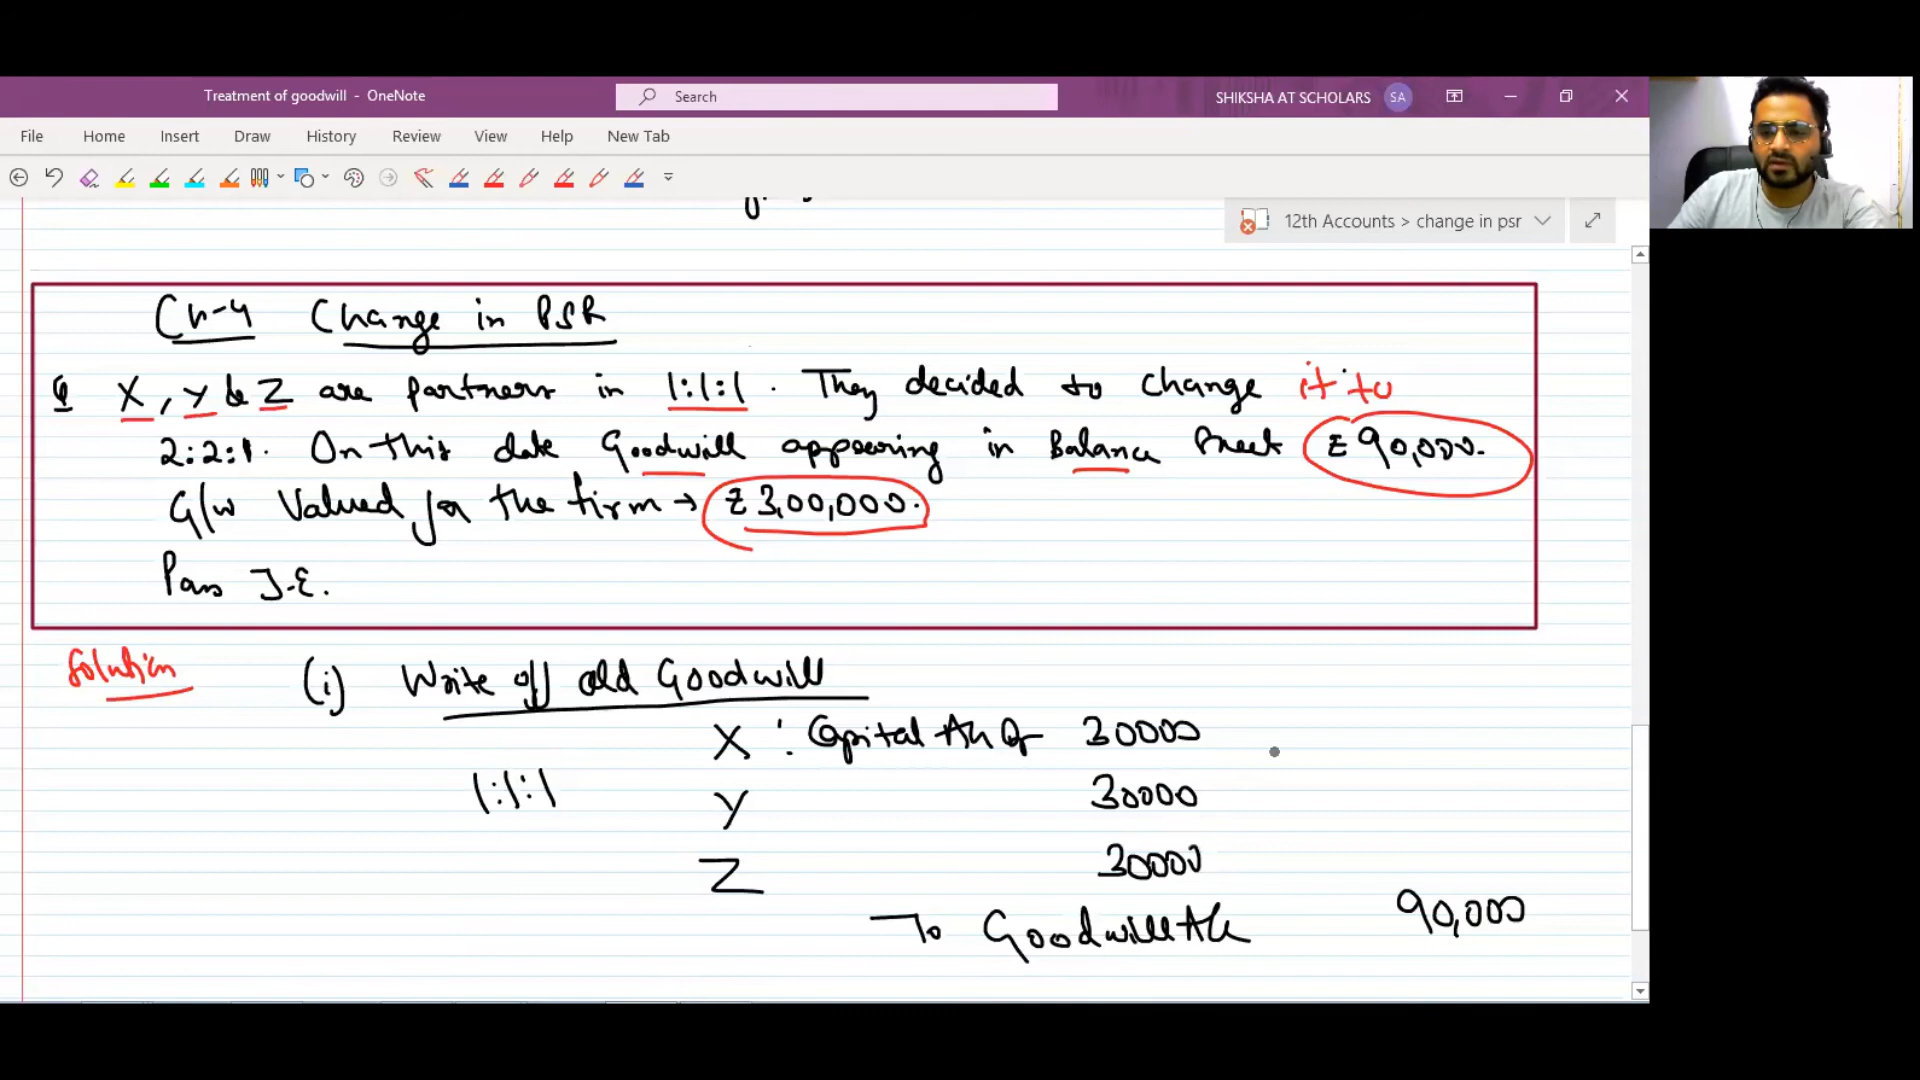 Treatment of goodwill - OneNote
Search
SHIKSHA AT SCHOLARS SA
File Home Insert Draw History Review View Help New Tab
12th Accounts > change in psr
Ch-4 Change in PSR
Q X, Y & Z are partners in 1:1:1. They decided to change it to
2:2:1. On this date Goodwill appearing in Balance Sheet ₹ 90,000.
G/w Valued for the firm → ₹ 3,00,000.
Pass J.E.
Solution (i) Write off old Goodwill
X's Capital A/c Dr 30000
1:1:1 Y 30000
Z 30000
To Goodwill A/c 90,000